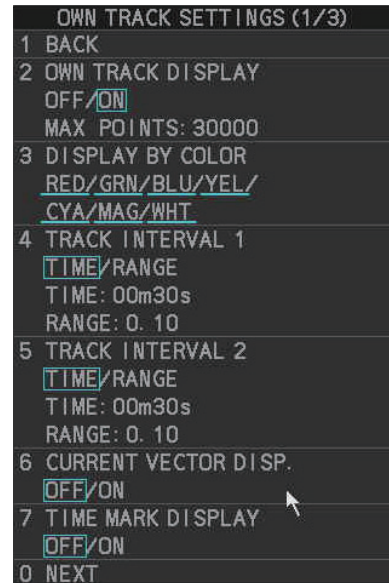 OWN TRACK SETTINGS (1/3)
1 BACK
2 OWN TRACK DISPLAY
OFF/ON
MAX POINTS: 30000
3 DISPLAY BY COLOR
RED/GRN/BLU/YEL/
CYA/MAG/WHT
4 TRACK INTERVAL 1
TIME/RANGE
TIME: 00m30s
RANGE: 0.10
5 TRACK INTERVAL 2
TIME/RANGE
TIME: 00m30s
RANGE: 0.10
6 CURRENT VECTOR DISP.
OFF/ON
7 TIME MARK DISPLAY
OFF/ON
0 NEXT